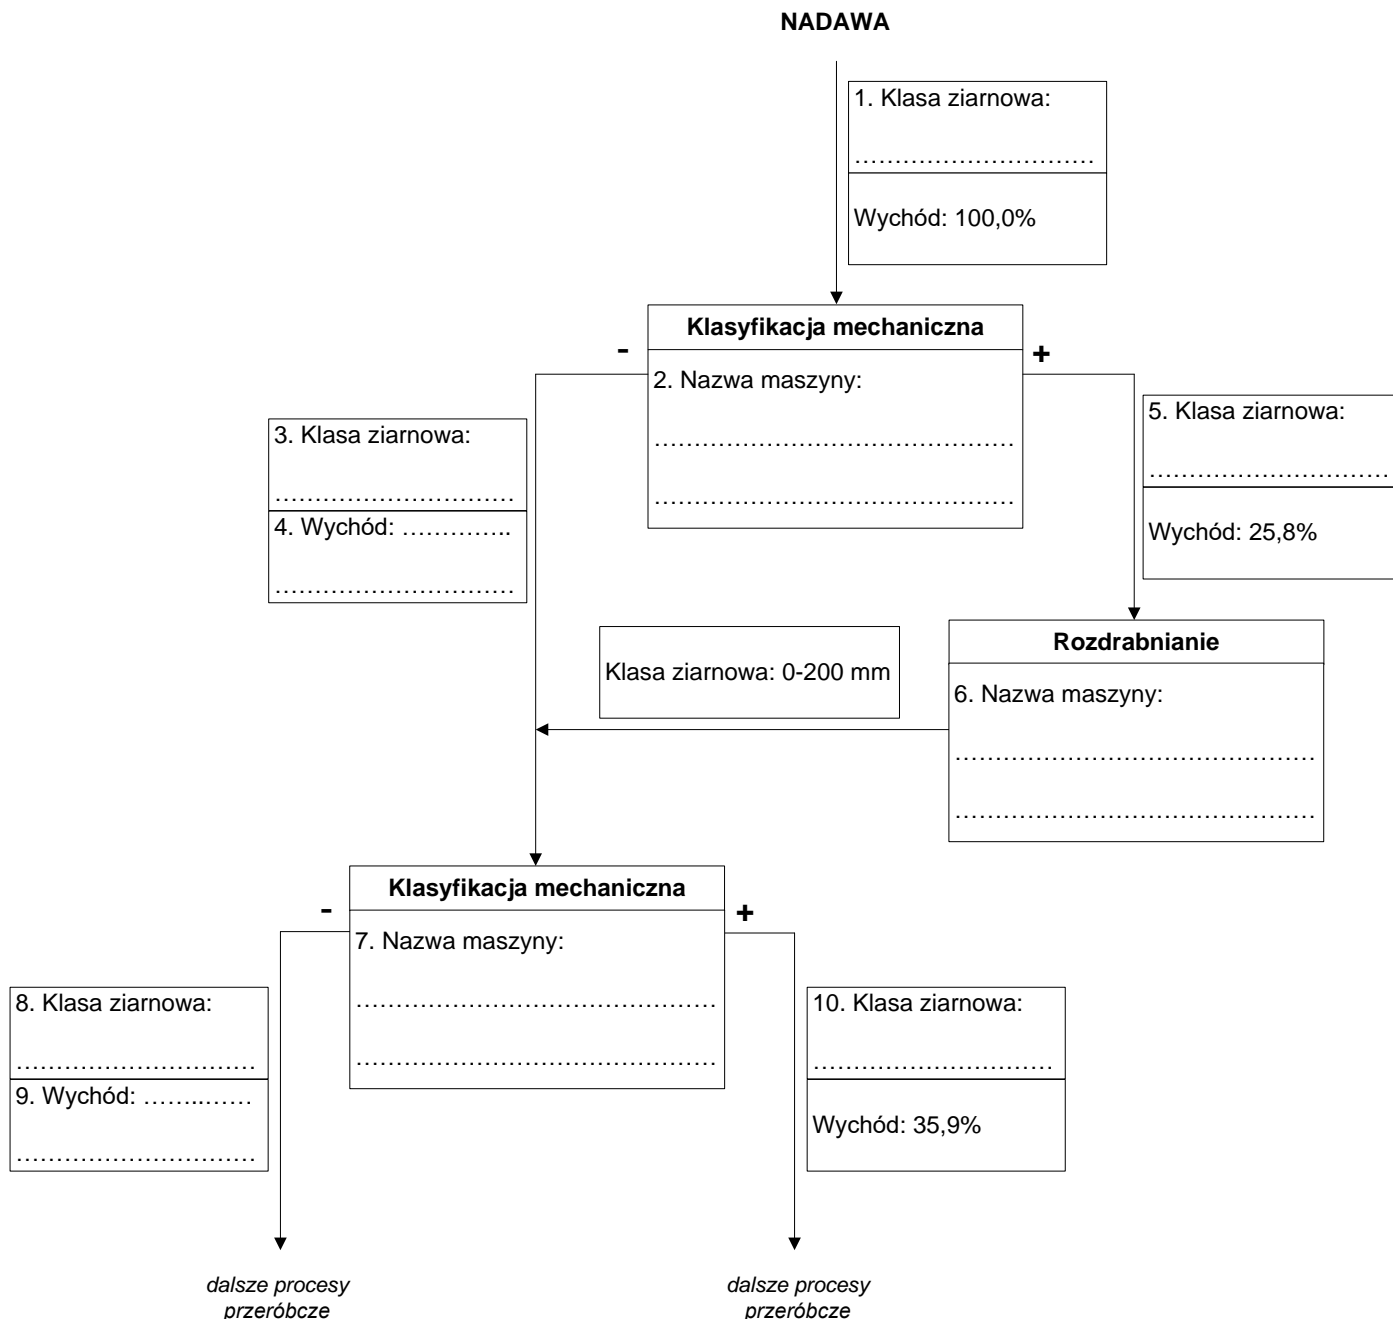 NADAWA
1. Klasa ziarnowa:
…………………………
Wychód: 100,0%
Klasyfikacja mechaniczna
-
+
2. Nazwa maszyny:
………………………………………
………………………………………
3. Klasa ziarnowa:
…………………………
4. Wychód: …………..
…………………………
5. Klasa ziarnowa:
…………………………
Wychód: 25,8%
Rozdrabnianie
6. Nazwa maszyny:
………………………………………
………………………………………
Klasa ziarnowa: 0-200 mm
Klasyfikacja mechaniczna
-
+
7. Nazwa maszyny:
………………………………………
………………………………………
8. Klasa ziarnowa:
…………………………
9. Wychód: ……..……
…………………………
10. Klasa ziarnowa:
…………………………
Wychód: 35,9%
dalsze procesy
przeróbcze
dalsze procesy
przeróbcze